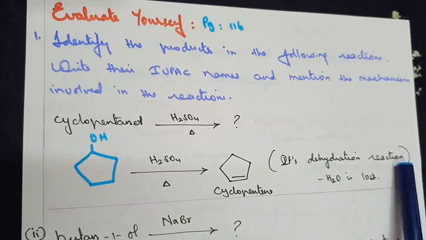 Evaluate Yourself : Pg : 116
1. Identify the products in the following reaction.
Write their IUPAC names and mention the mechanism
involved in the reaction.
cyclopentanol H₂SO₄ Δ → ?
OH
H₂SO₄
Δ
(It's dehydration reaction)
- H₂O is lost.
cyclopentene
(ii) butan-1-ol NaBr → ?